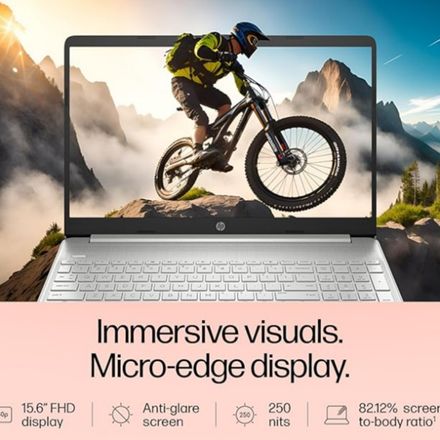 hp
Immersive visuals.
Micro-edge display.
15.6" FHD
display
Anti-glare
screen
250
250
nits
82.12% screen
to-body ratio¹